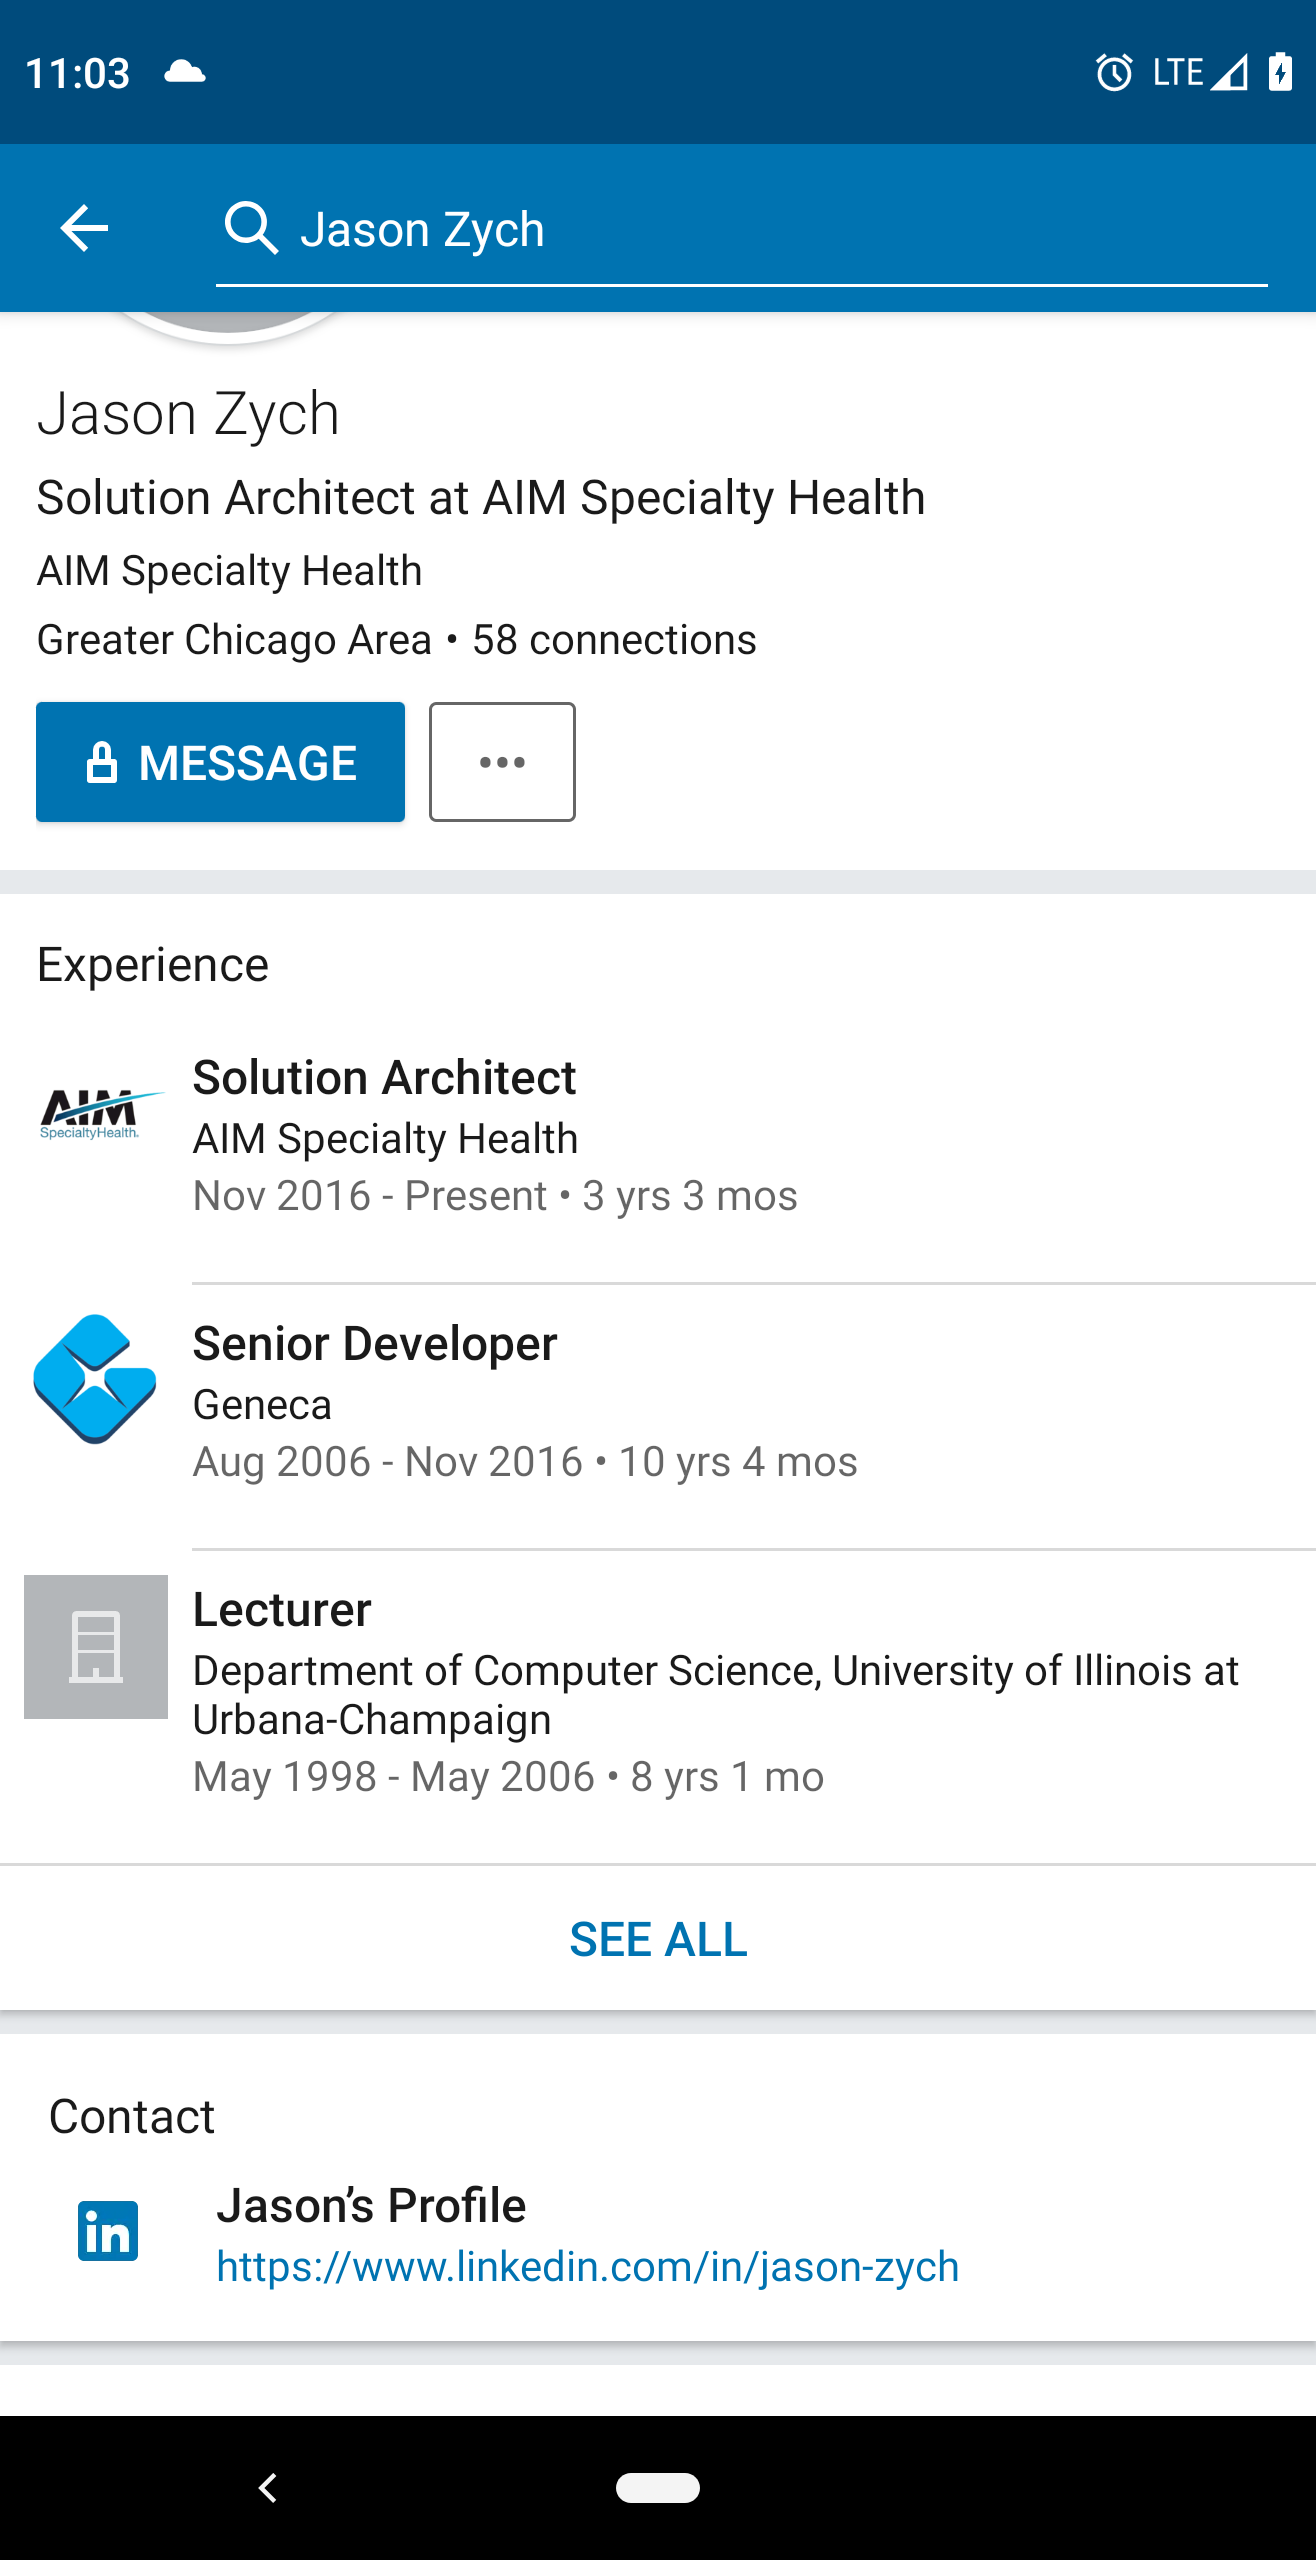 11:03
LTE
Jason Zych
Jason Zych
Solution Architect at AIM Specialty Health
AIM Specialty Health
Greater Chicago Area • 58 connections
MESSAGE
Experience
AIM
SpecialtyHealth.
Solution Architect
AIM Specialty Health
Nov 2016 - Present • 3 yrs 3 mos
Senior Developer
Geneca
Aug 2006 - Nov 2016 • 10 yrs 4 mos
Lecturer
Department of Computer Science, University of Illinois at
Urbana-Champaign
May 1998 - May 2006 • 8 yrs 1 mo
SEE ALL
Contact
in
Jason’s Profile
https://www.linkedin.com/in/jason-zych